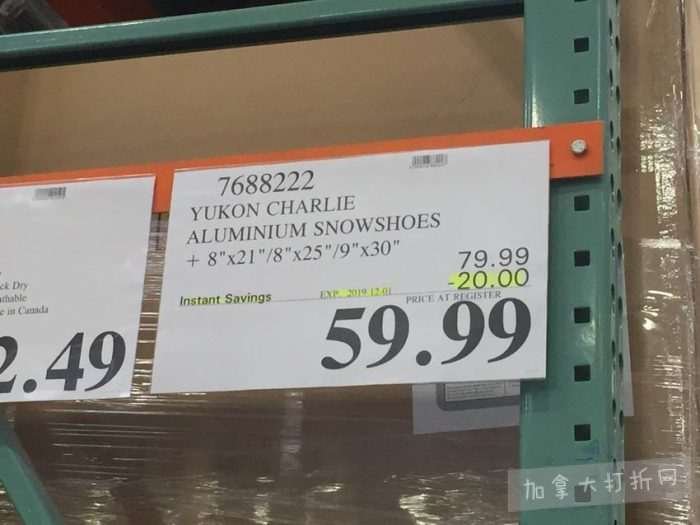 7688222
YUKON CHARLIE
ALUMINIUM SNOWSHOES
+ 8"x21"/8"x25"/9"x30"
79.99
-20.00
Instant Savings EXP. 2019-12-01 PRICE AT REGISTER
59.99
ck Dry
e in Canada
2.49
加拿大打折网